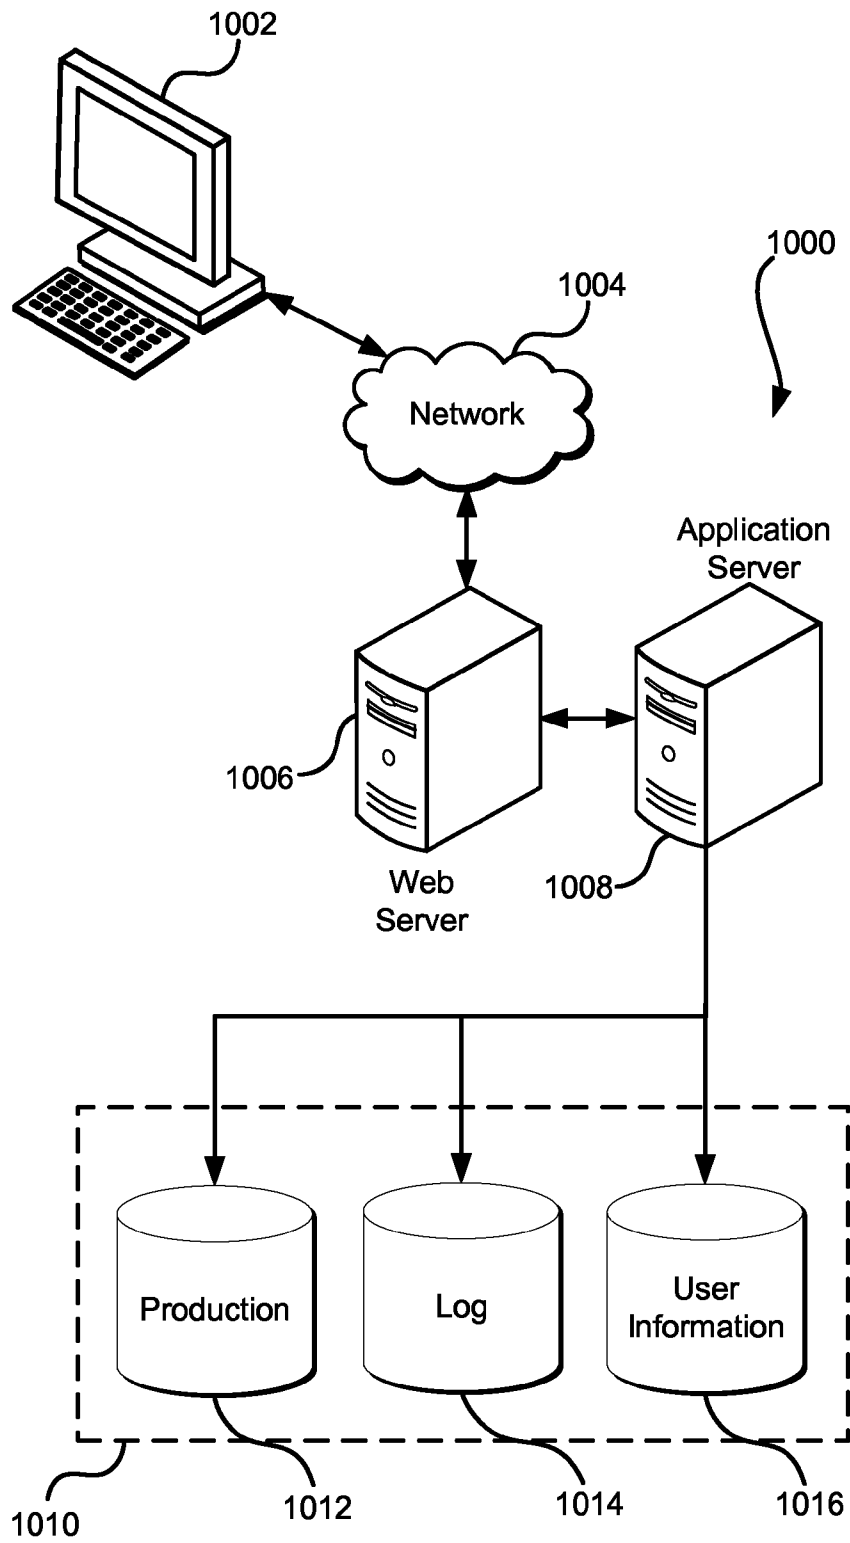 1002
1000
1004
Network
Application
Server
1006
Web
Server
1008
Production
Log
User
Information
1010
1012
1014
1016